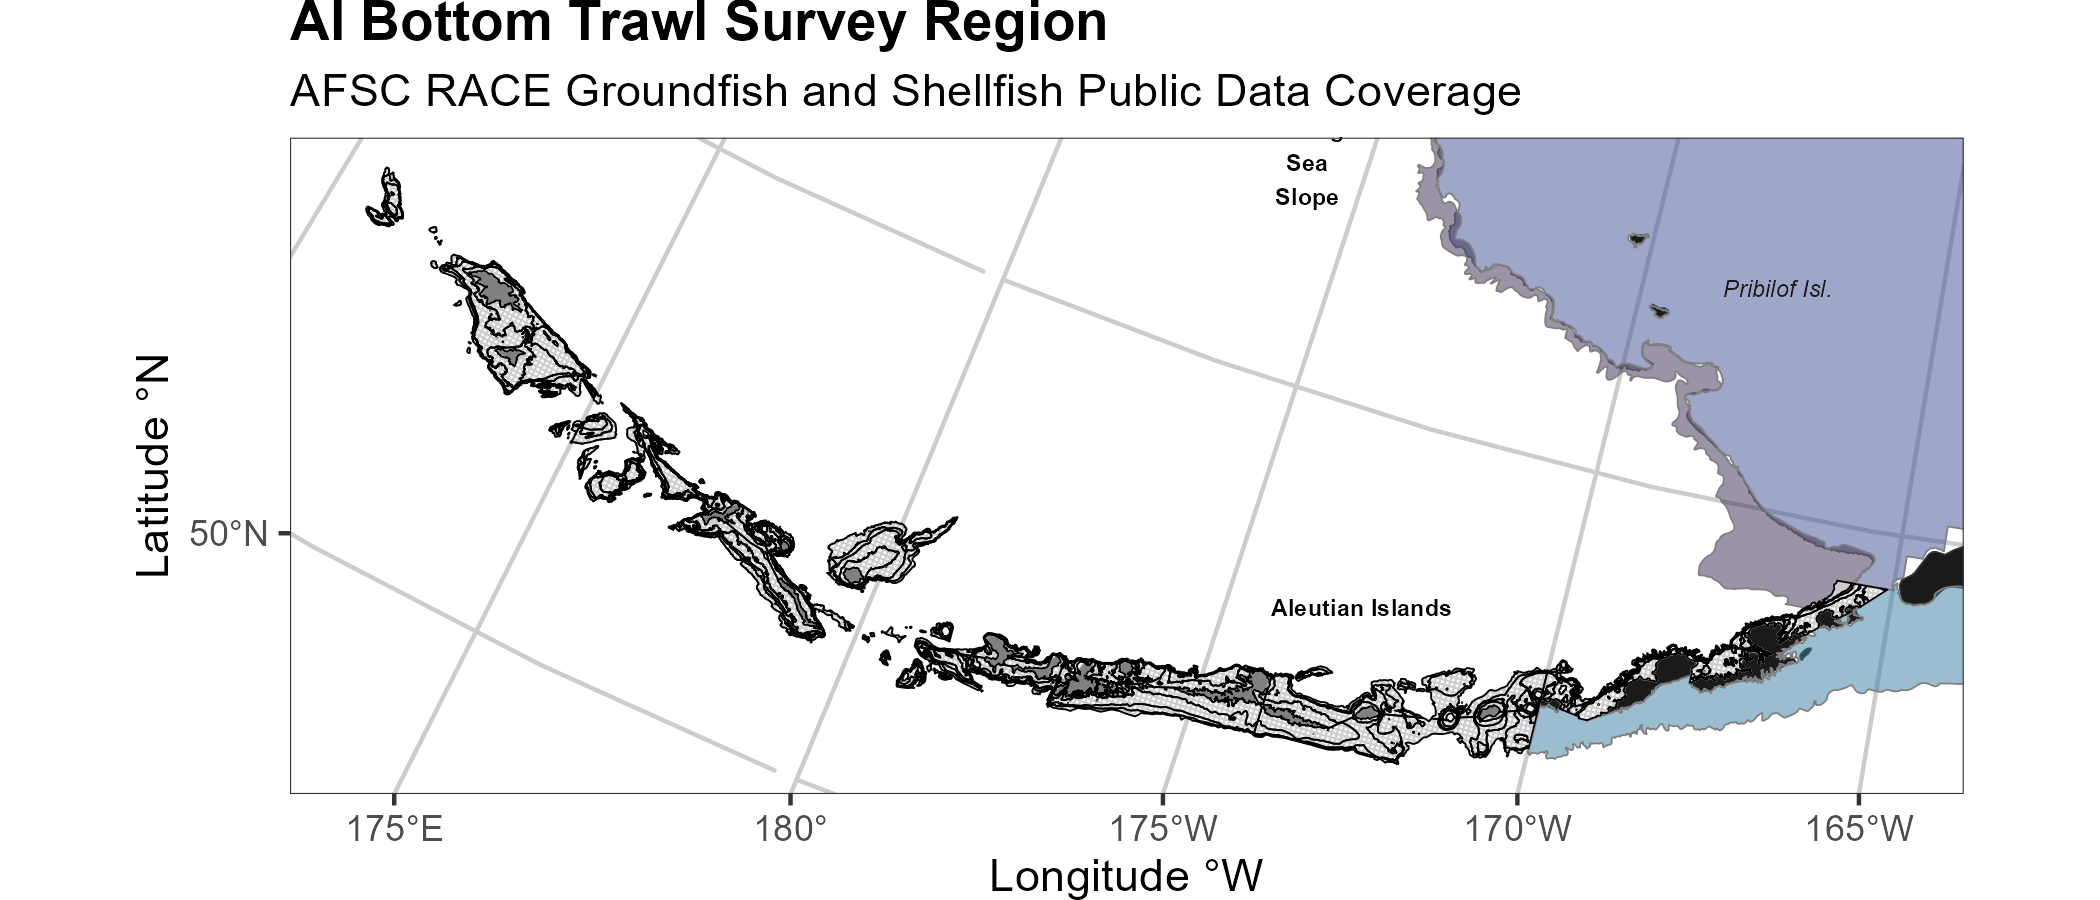 AI Bottom Trawl Survey Region
AFSC RACE Groundfish and Shellfish Public Data Coverage
Sea
Slope
Pribilof Isl.
Aleutian Islands
Latitude °N
50°N
175°E
180°
175°W
170°W
165°W
Longitude °W